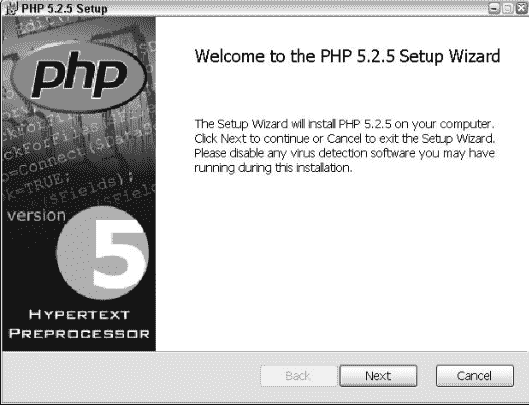 PHP 5.2.5 Setup
php
Welcome to the PHP 5.2.5 Setup Wizard
The Setup Wizard will install PHP 5.2.5 on your computer.
Click Next to continue or Cancel to exit the Setup Wizard.
Please disable any virus detection software you may have
running during this installation.
=TRUE;
$Fields);
version
5
HYPERTEXT
PREPROCESSOR
Back
Next
Cancel